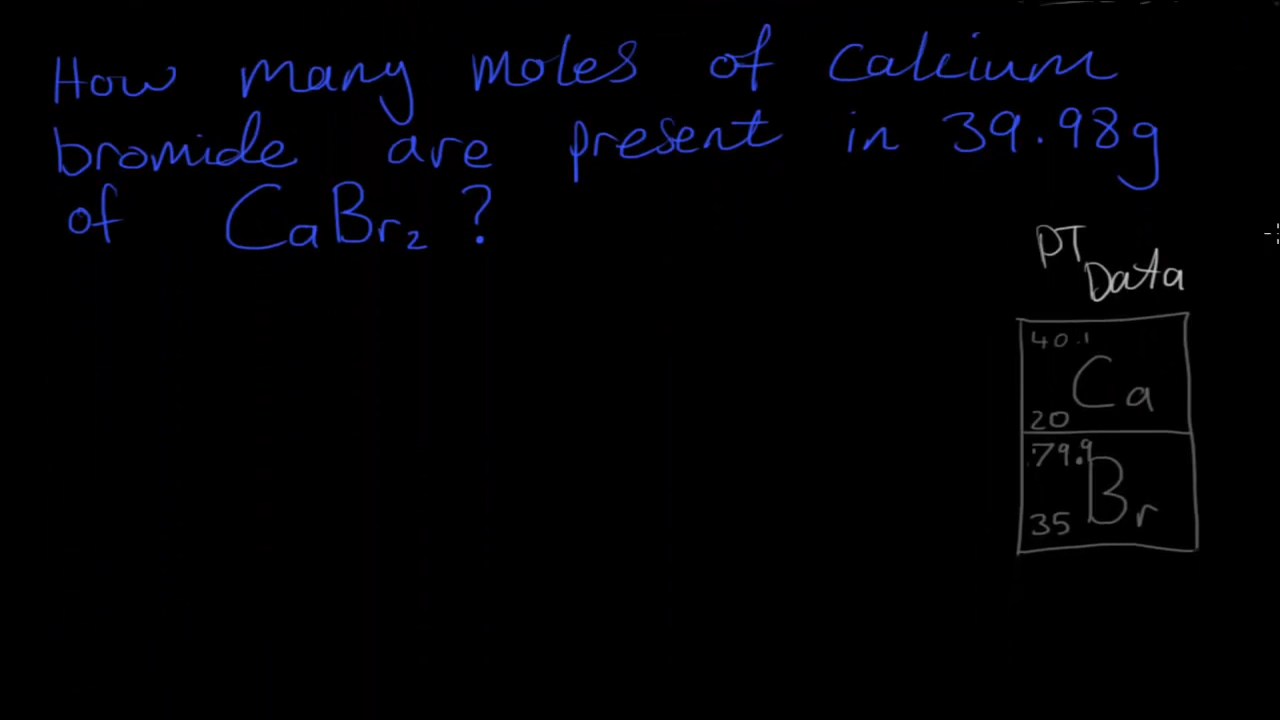 How many moles of calcium
bromide are present in 39.98g
of CaBr₂ ?
PT
Data
40.1
Ca
20
79.9
Br
35